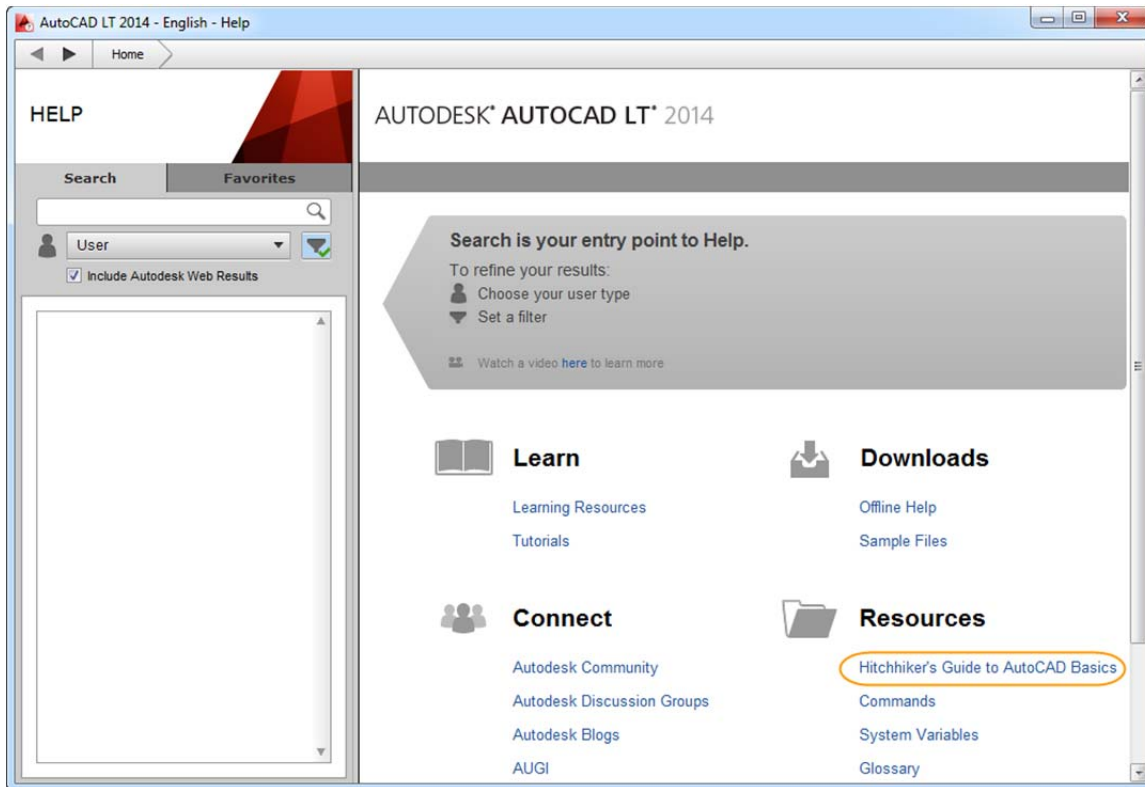 AutoCAD LT 2014 - English - Help
Home
HELP
Search
Favorites
User
Include Autodesk Web Results
AUTODESK® AUTOCAD LT® 2014
Search is your entry point to Help.
To refine your results:
Choose your user type
Set a filter
Watch a video here to learn more
Learn
Learning Resources
Tutorials
Downloads
Offline Help
Sample Files
Connect
Autodesk Community
Autodesk Discussion Groups
Autodesk Blogs
AUGI
Resources
Hitchhiker's Guide to AutoCAD Basics
Commands
System Variables
Glossary